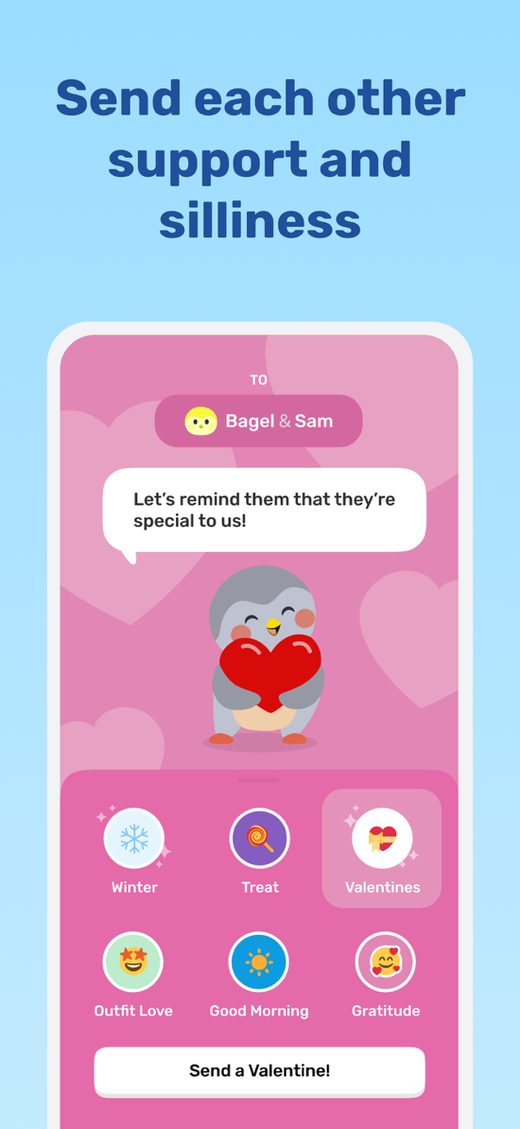 Send each other
support and
silliness
TO
Bagel & Sam
Let’s remind them that they’re
special to us!
Winter
Treat
Valentines
Outfit Love
Good Morning
Gratitude
Send a Valentine!